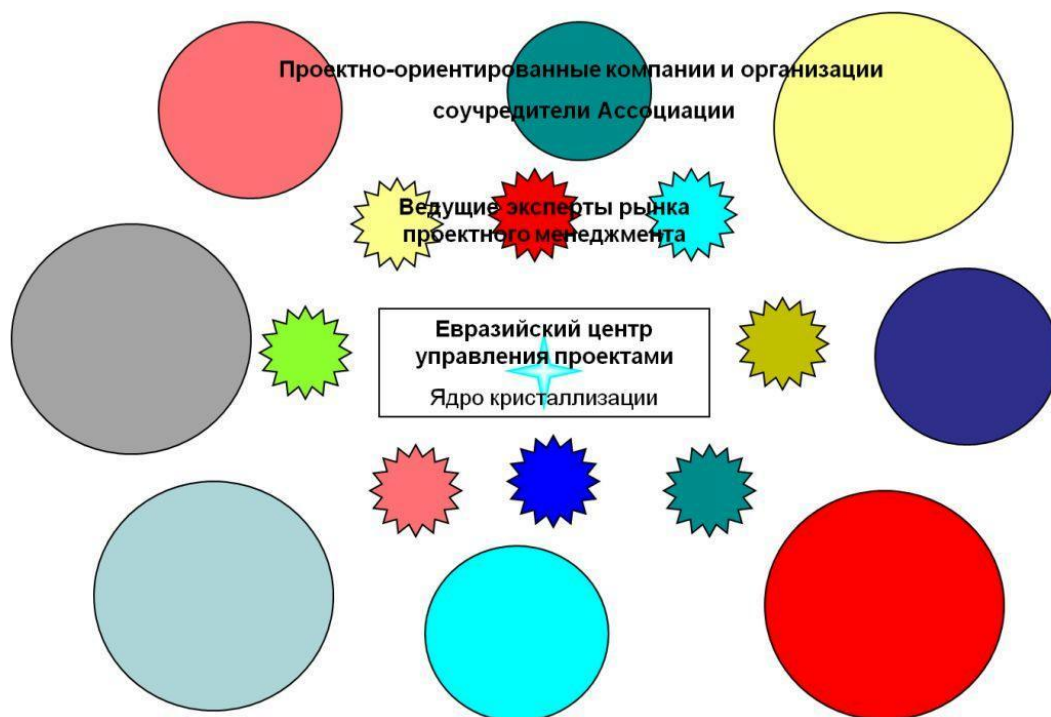 Проектно-ориентированные компании и организации
соучредители Ассоциации
Ведущие эксперты рынка
проектного менеджмента
Евразийский центр
управления проектами
Ядро кристаллизации